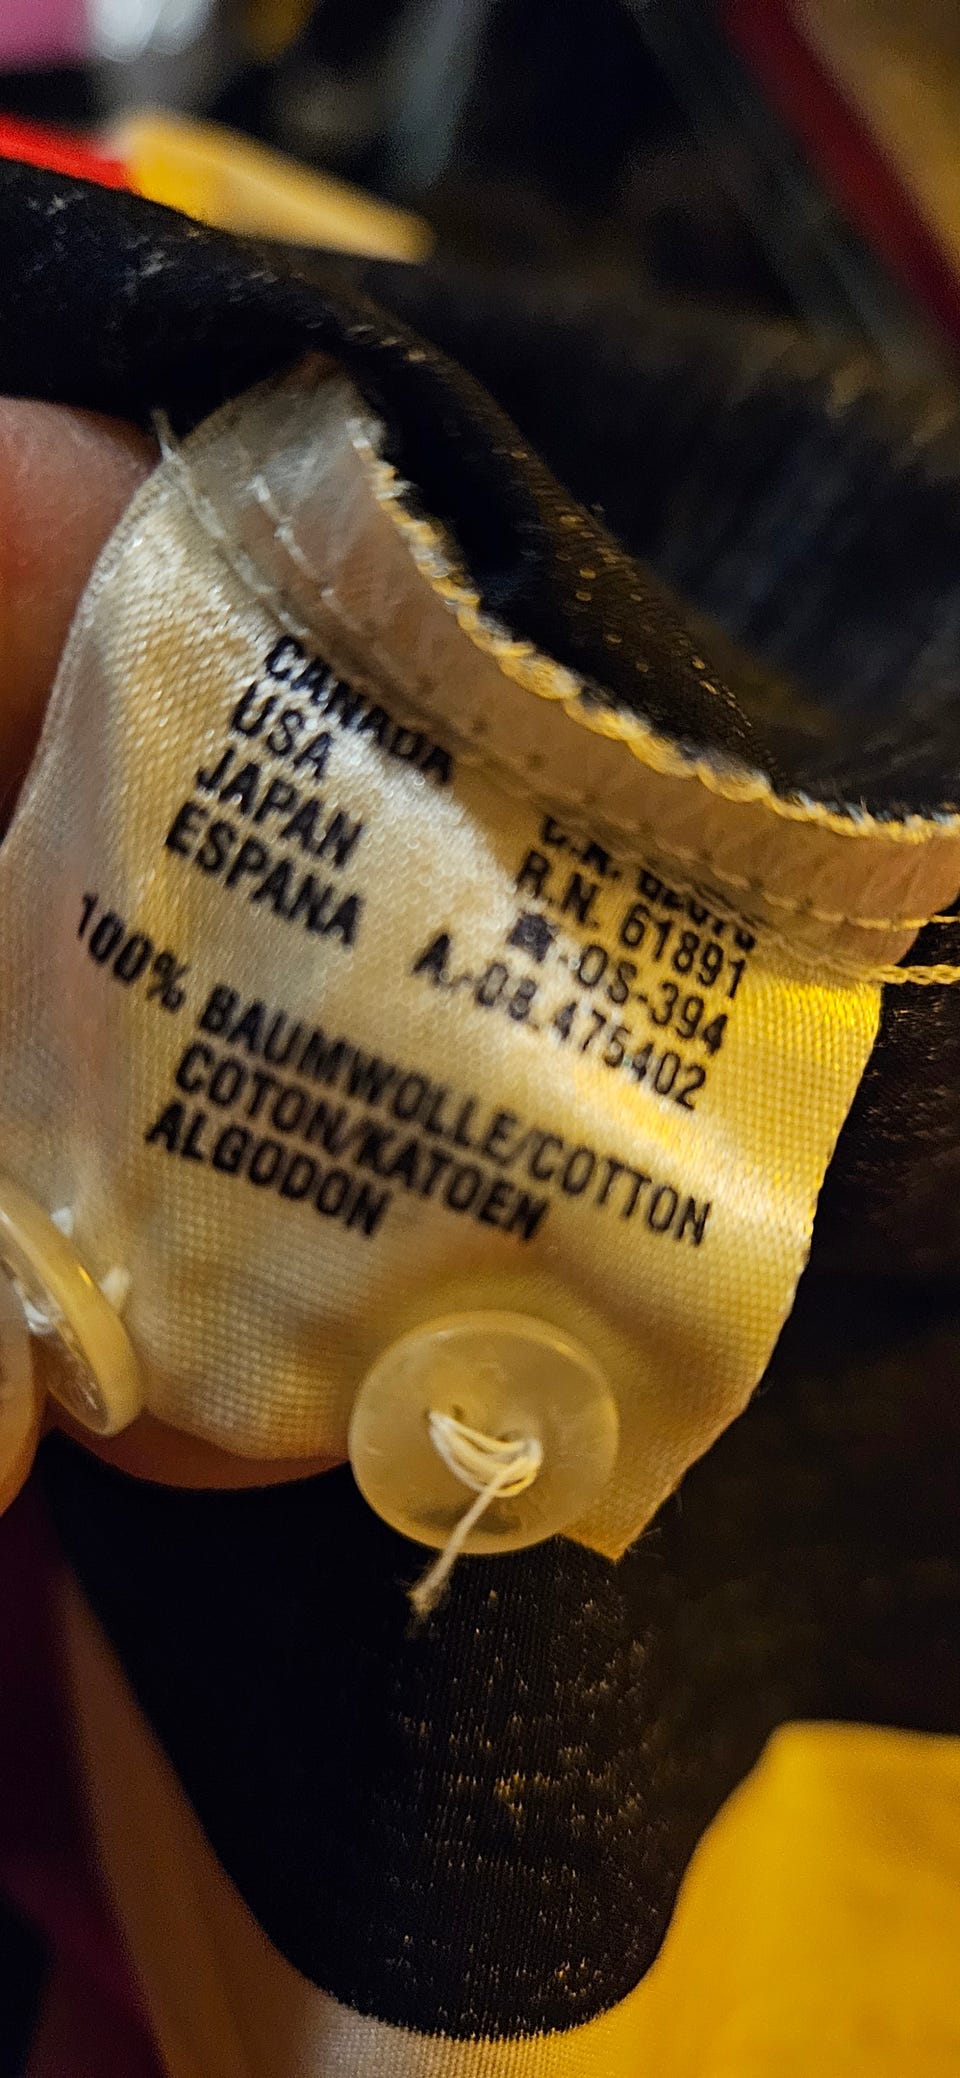 CANADA
USA R.N. 61891
JAPAN -OS-394
ESPANA A.-08.475402
100% BAUMWOLLE/COTTON
COTON/KATOEN
ALGODON